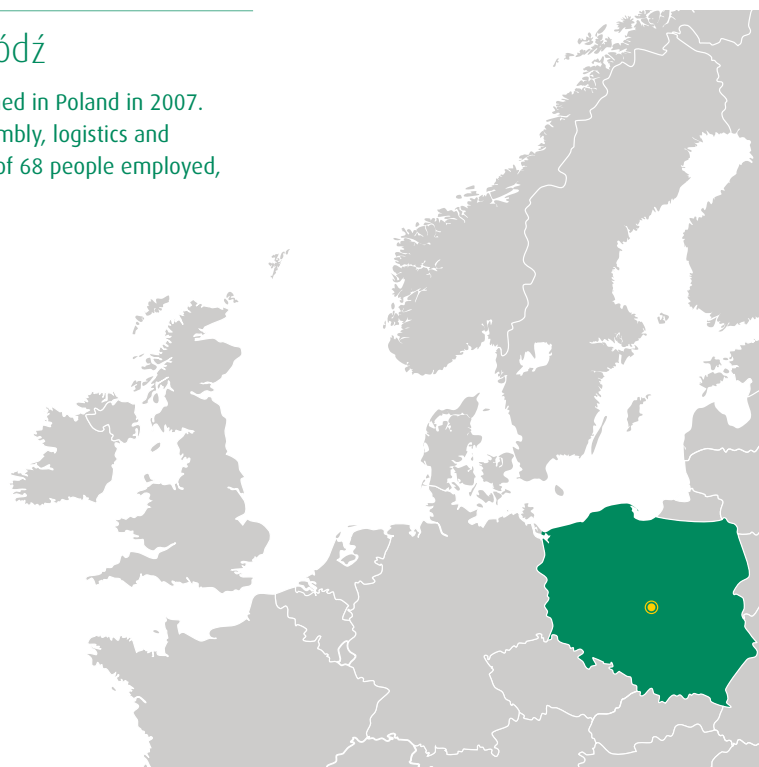 ódź
ed in Poland in 2007.
mbly, logistics and
of 68 people employed,